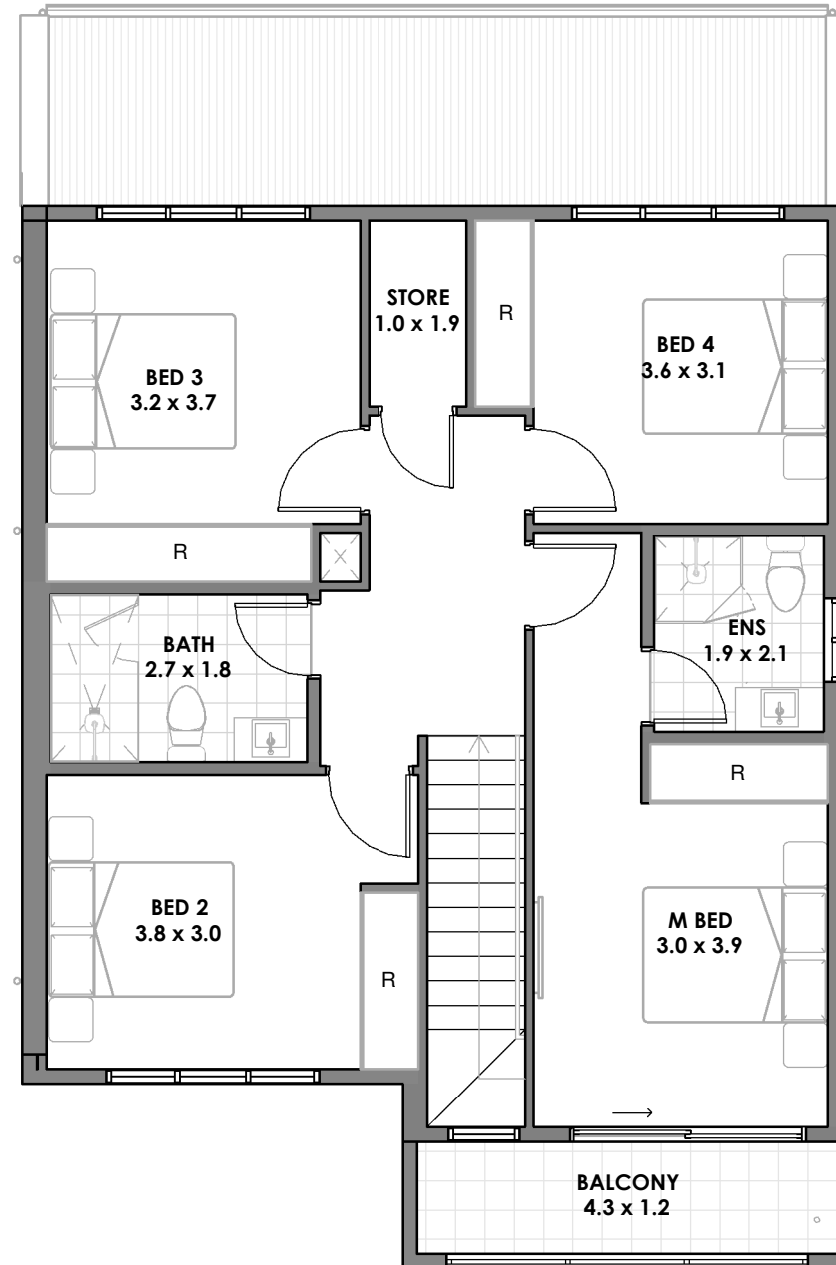 STORE
1.0 x 1.9
R
BED 4
3.6 x 3.1
BED 3
3.2 x 3.7
R
BATH
2.7 x 1.8
ENS
1.9 x 2.1
R
BED 2
3.8 x 3.0
R
M BED
3.0 x 3.9
BALCONY
4.3 x 1.2